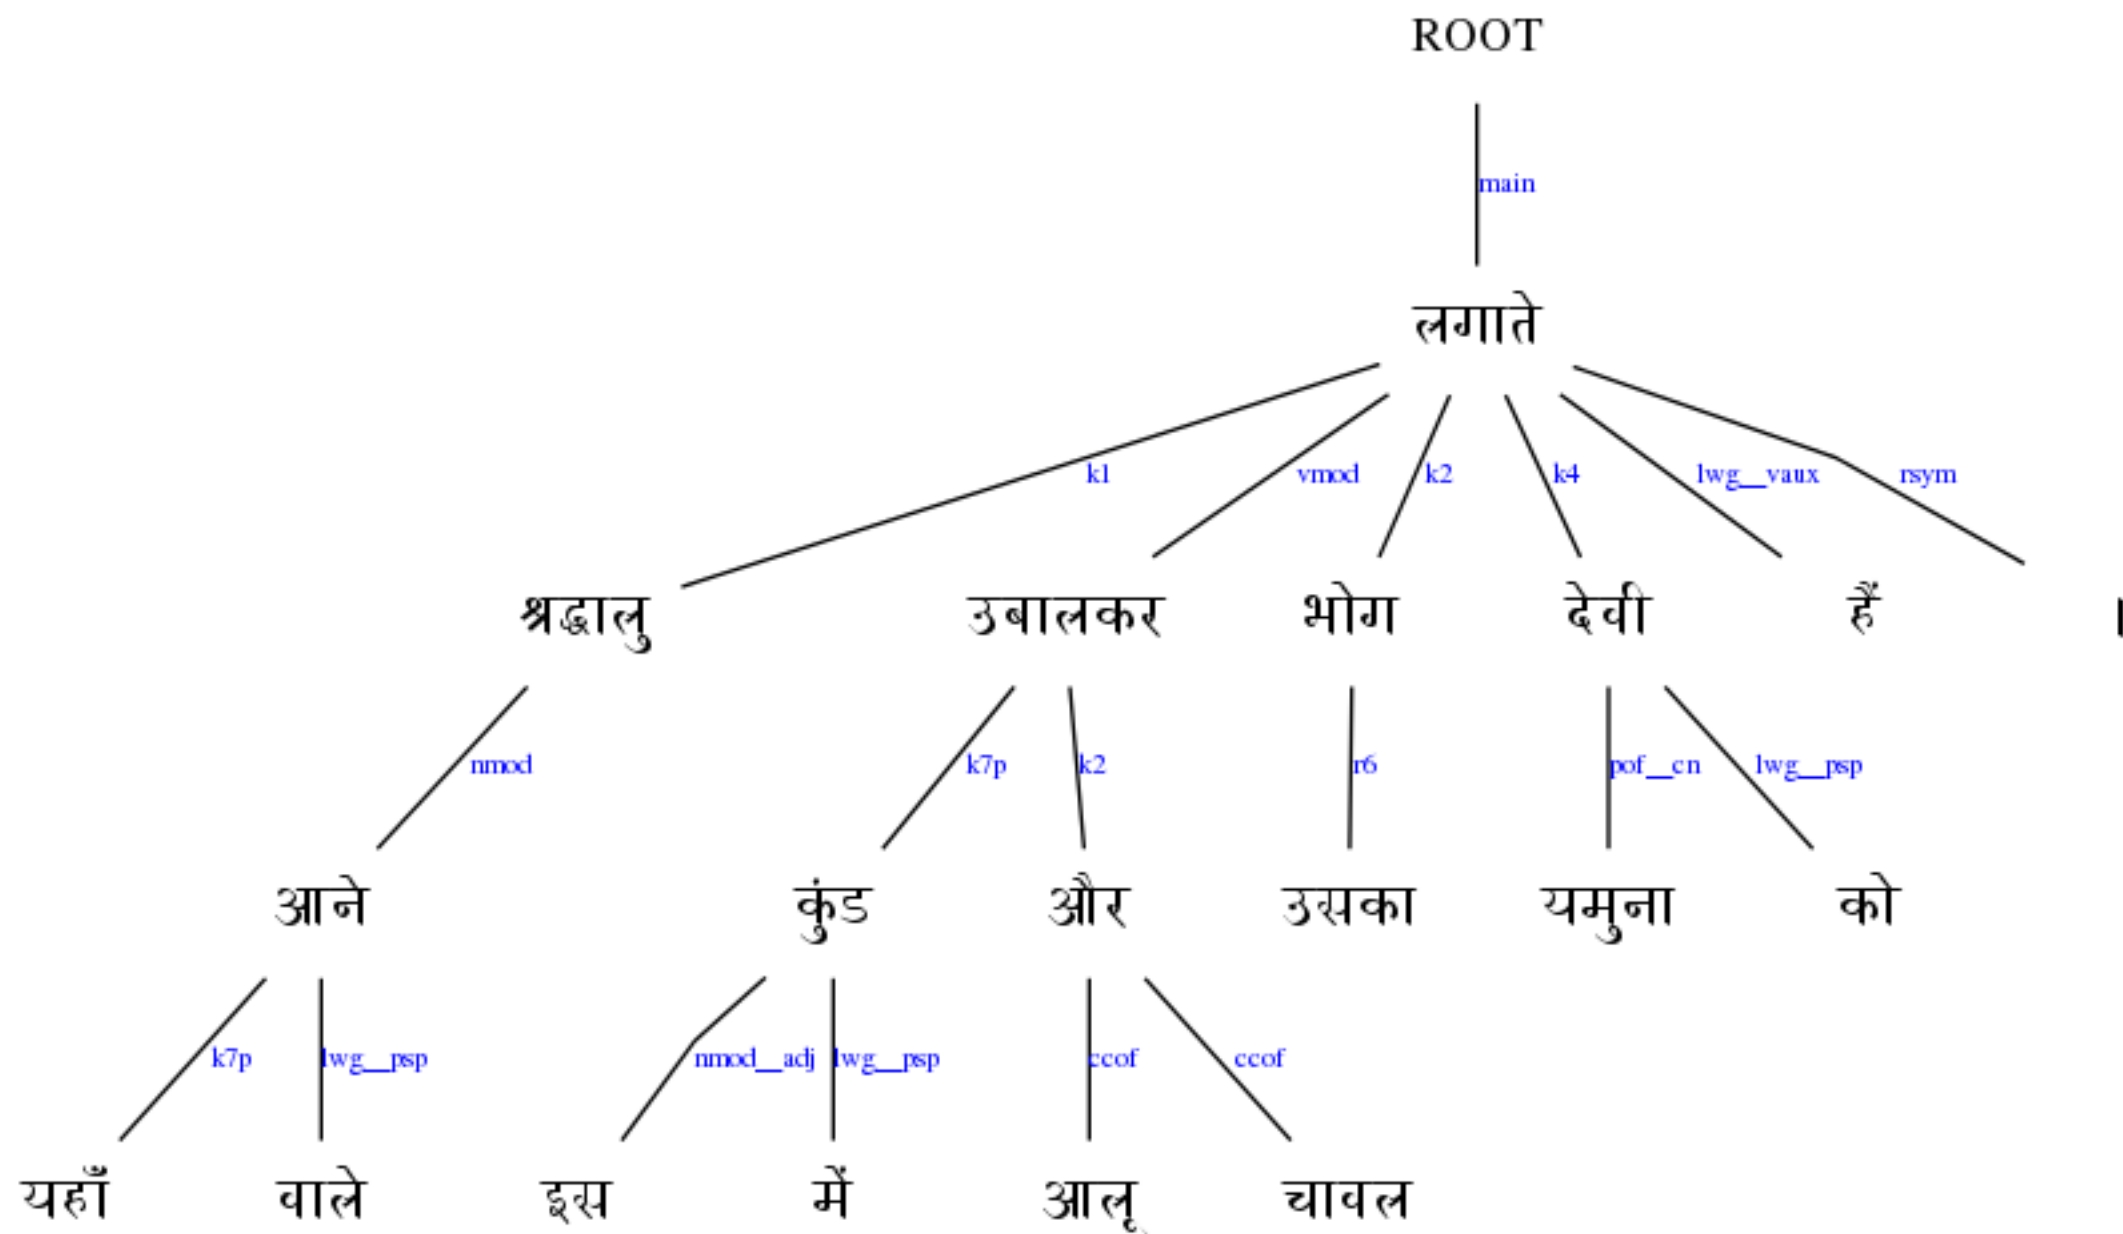 ROOT
main
लगाते
k1 vmod k2 k4 lwg__vaux rsym
श्रद्धालु उबालकर भोग देवी हैं ।
nmod k7p k2 r6 pof__cn lwg__psp
आने कुंड और उसका यमुना को
k7p lwg__psp nmod__adj lwg__psp ccof ccof
यहाँ वाले इस में आलू चावल